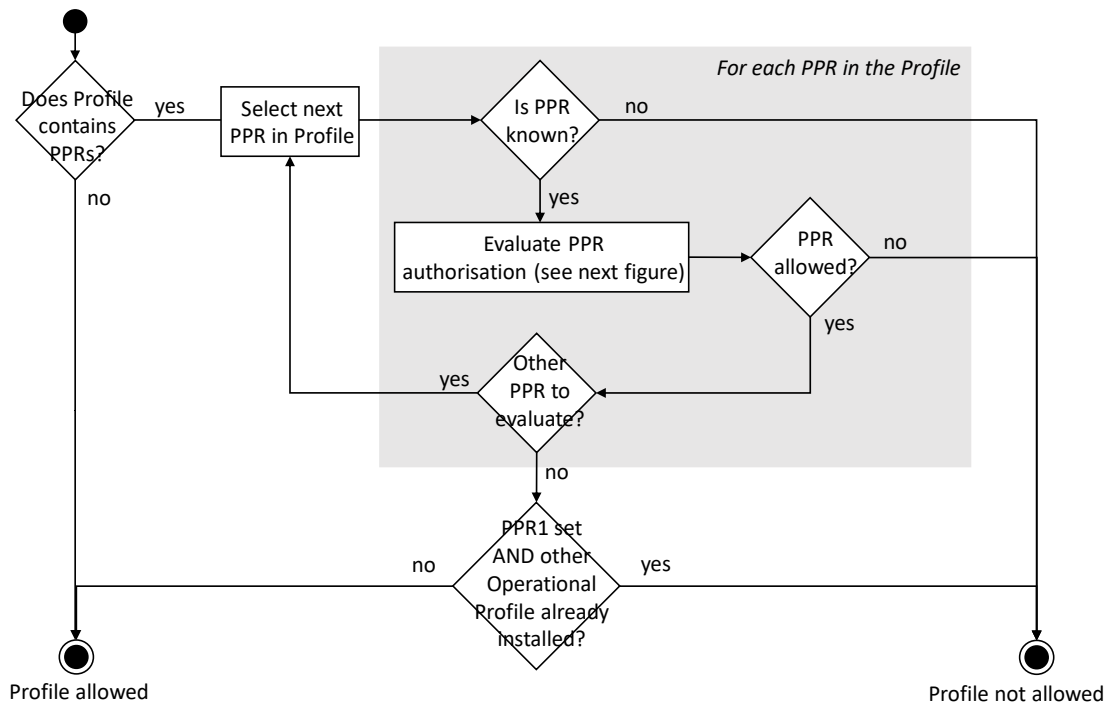 For each PPR in the Profile
Does Profile
contains
PPRs?
yes
Select next
PPR in Profile
Is PPR
known?
no
no
yes
Evaluate PPR
authorisation (see next figure)
PPR
allowed?
no
yes
Other
PPR to
evaluate?
yes
no
PPR1 set
AND other
Operational
Profile already
installed?
no
yes
Profile allowed
Profile not allowed